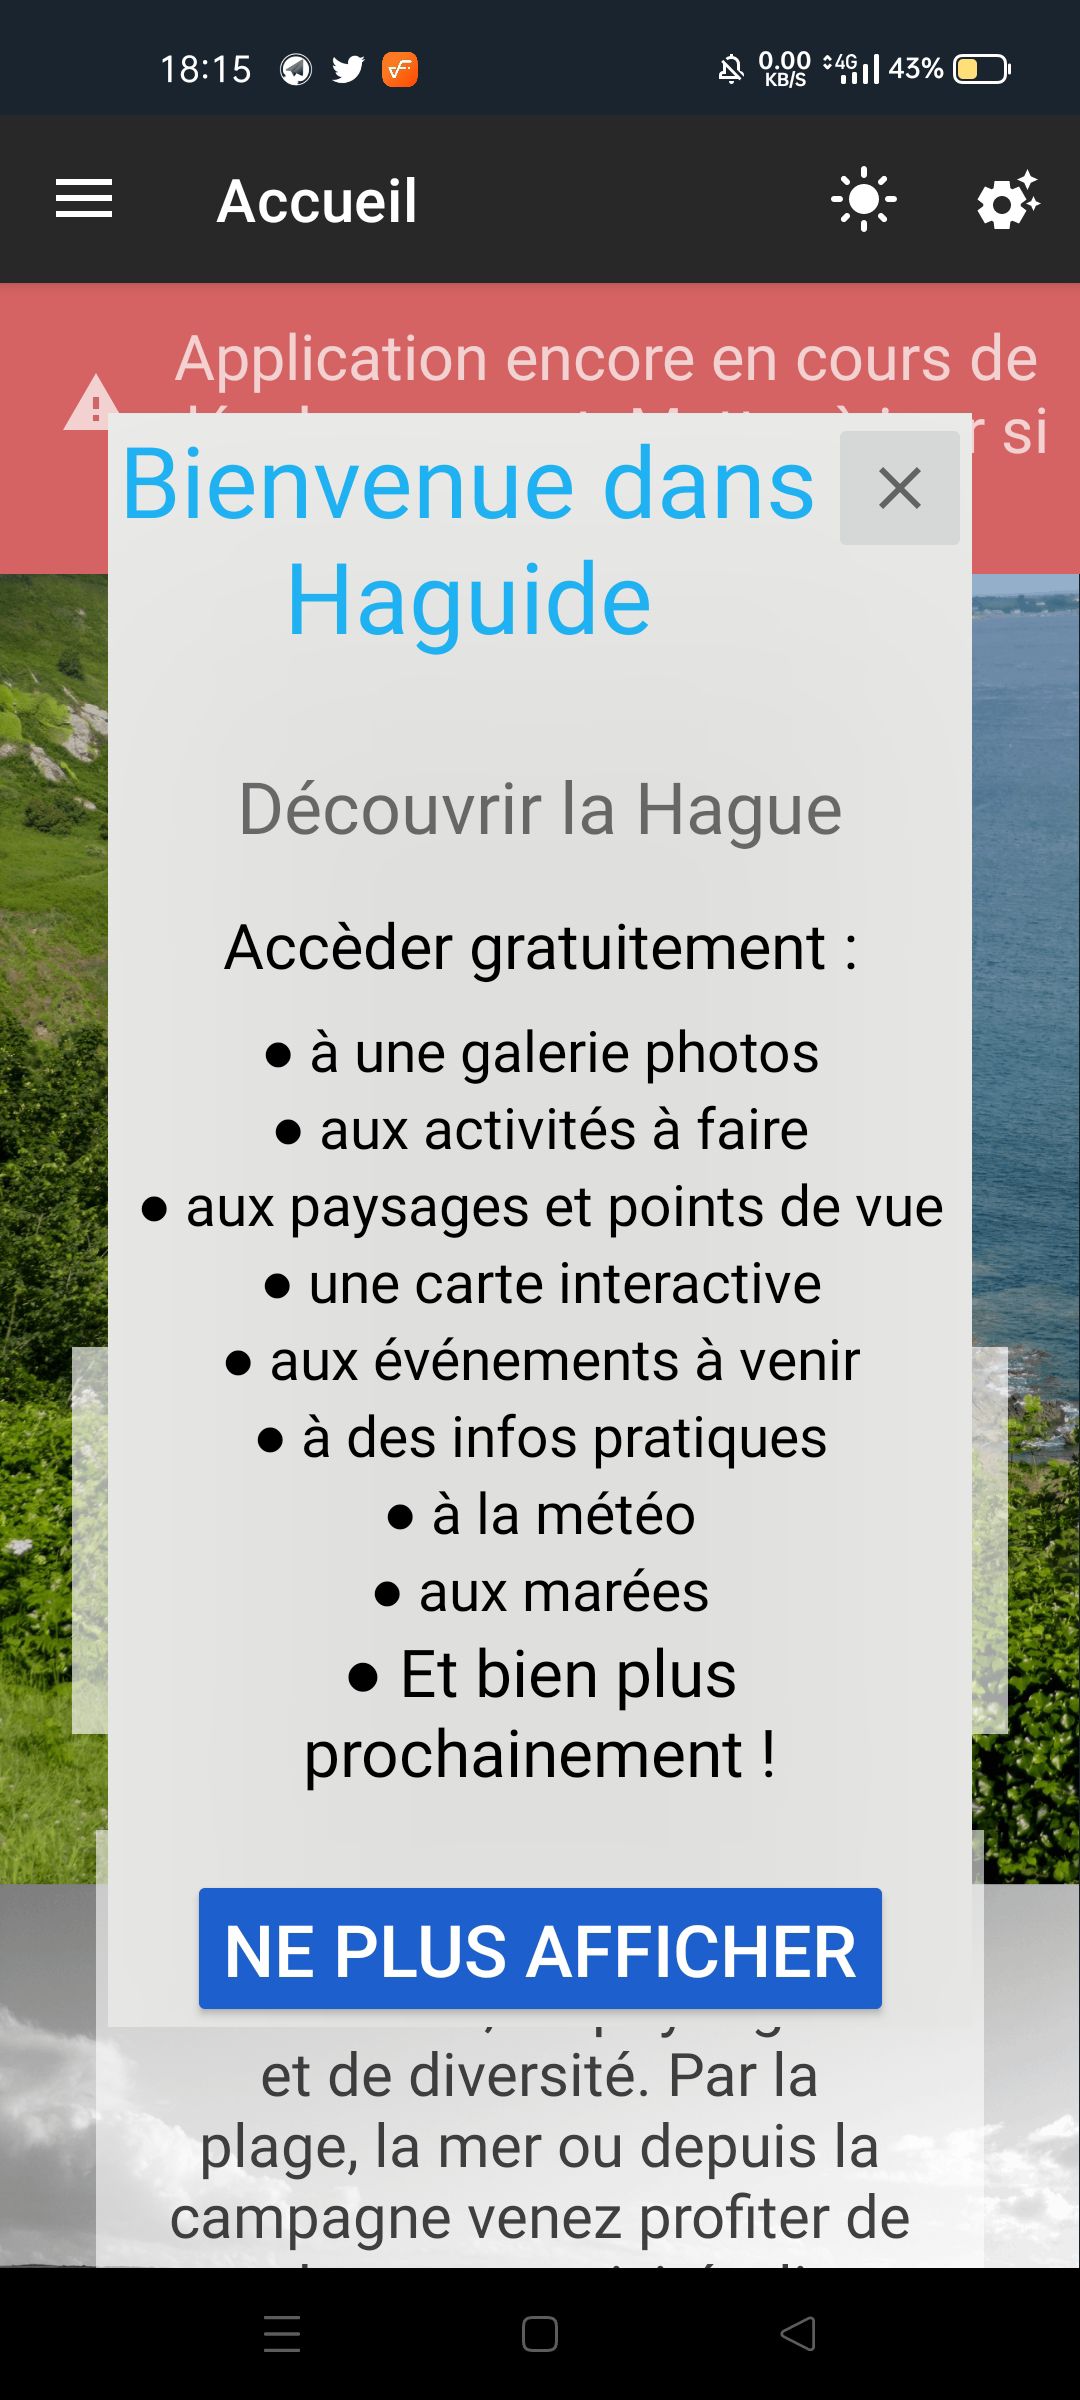 18:15
0.00
KB/S
4G
43%
Accueil
Application encore en cours de
si
Bienvenue dans
Haguide
Découvrir la Hague
Accèder gratuitement :
● à une galerie photos
● aux activités à faire
● aux paysages et points de vue
● une carte interactive
● aux événements à venir
● à des infos pratiques
● à la météo
● aux marées
● Et bien plus
prochainement !
NE PLUS AFFICHER
et de diversité. Par la
plage, la mer ou depuis la
campagne venez profiter de